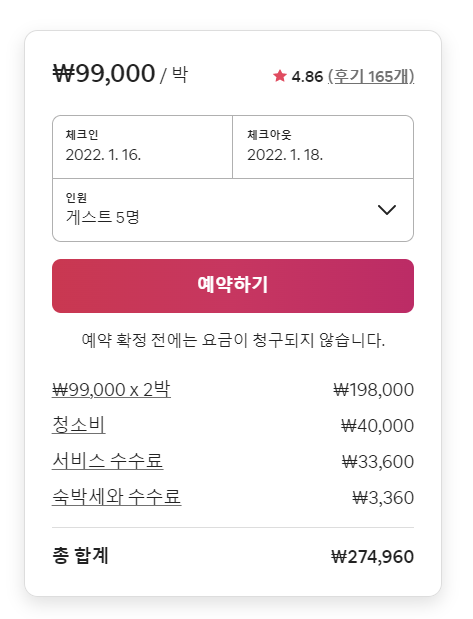 ₩99,000 / 박
4.86 (후기 165개)
체크인
2022. 1. 16.
체크아웃
2022. 1. 18.
인원
게스트 5명
예약하기
예약 확정 전에는 요금이 청구되지 않습니다.
₩99,000 x 2박 ₩198,000
청소비 ₩40,000
서비스 수수료 ₩33,600
숙박세와 수수료 ₩3,360
총 합계 ₩274,960